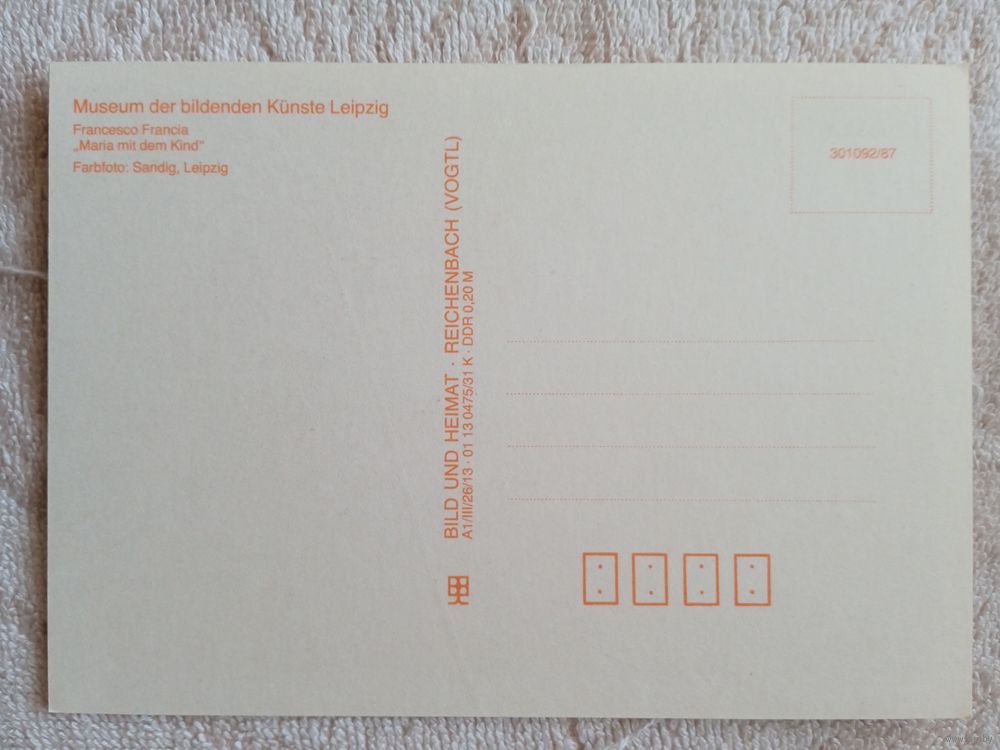 Museum der bildenden Künste Leipzig
Francesco Francia
„Maria mit dem Kind“
Farbfoto: Sandig, Leipzig
BILD UND HEIMAT · REICHENBACH (VOGTL)
A1/III/26/13 · 01 13 0475/31 K · DDR 0,20 M
301092/87